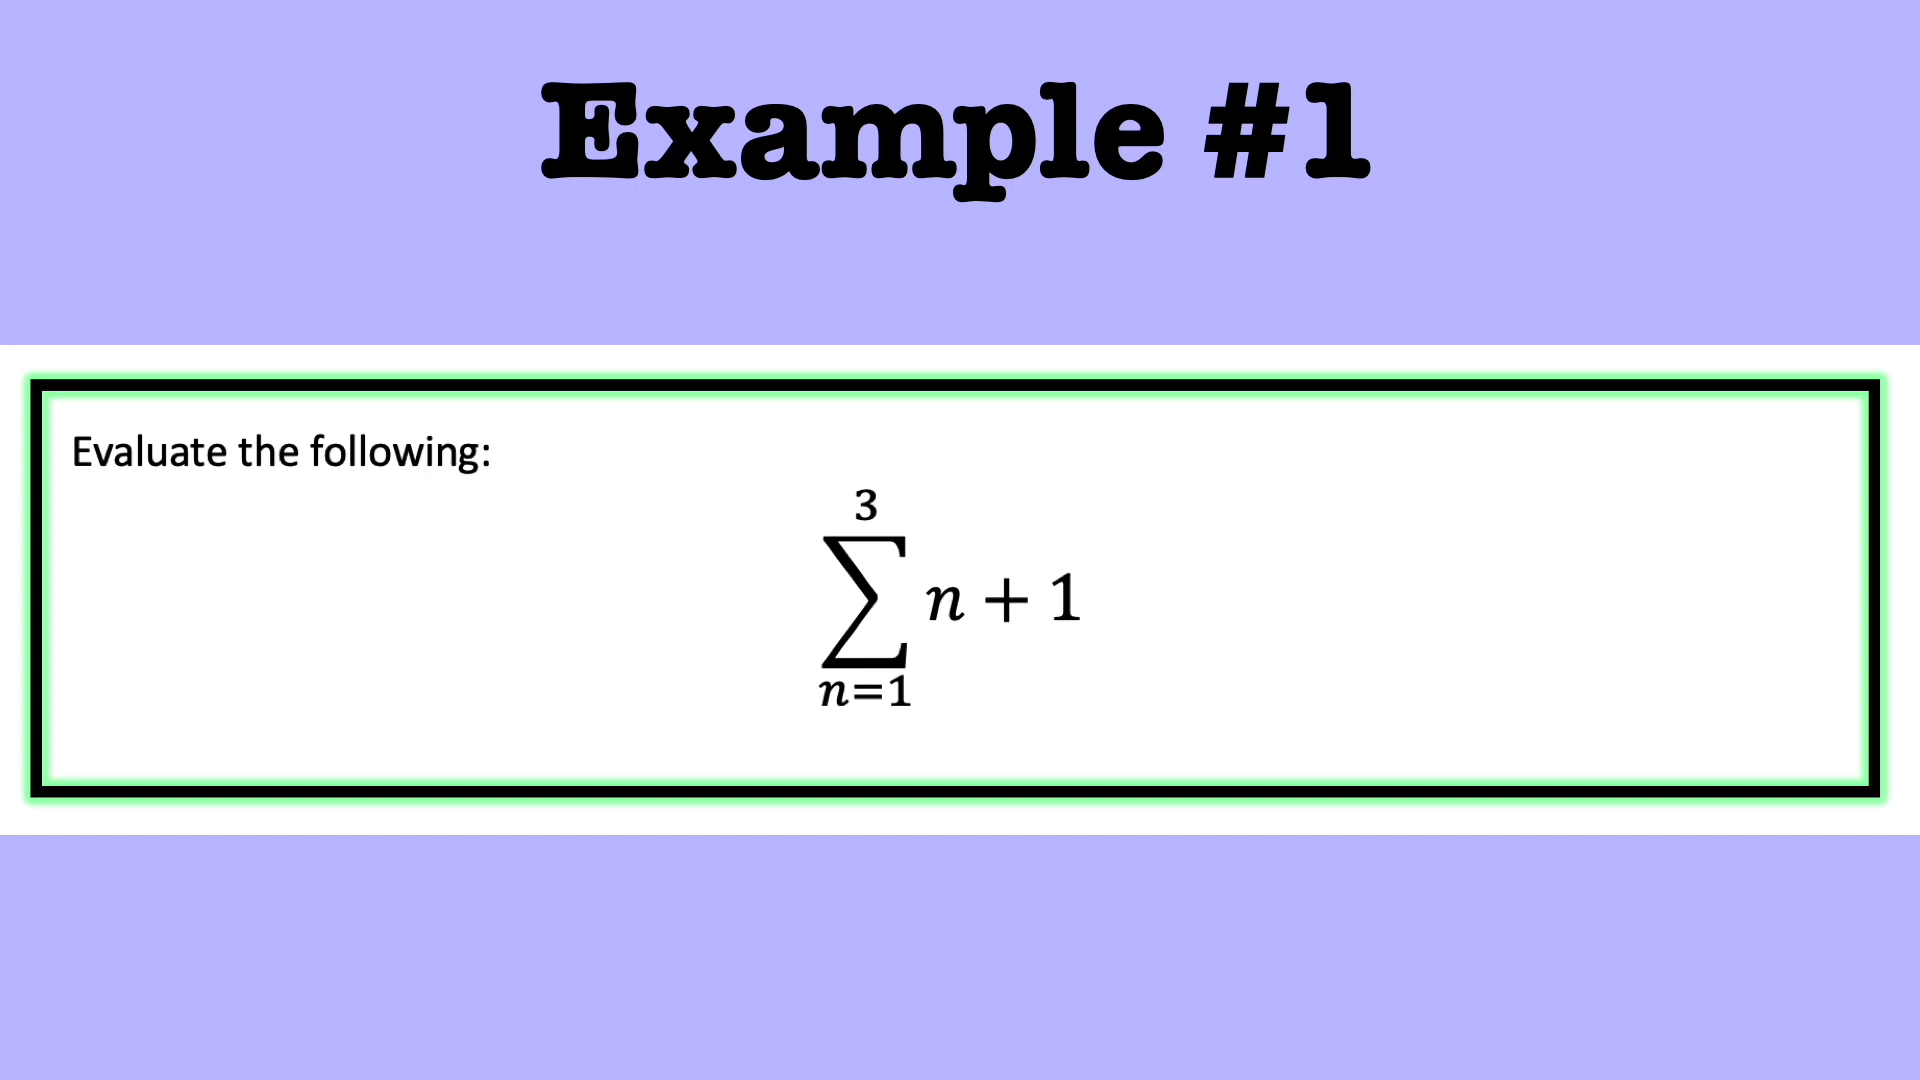 Example #1
Evaluate the following:
3
∑ n + 1
n=1